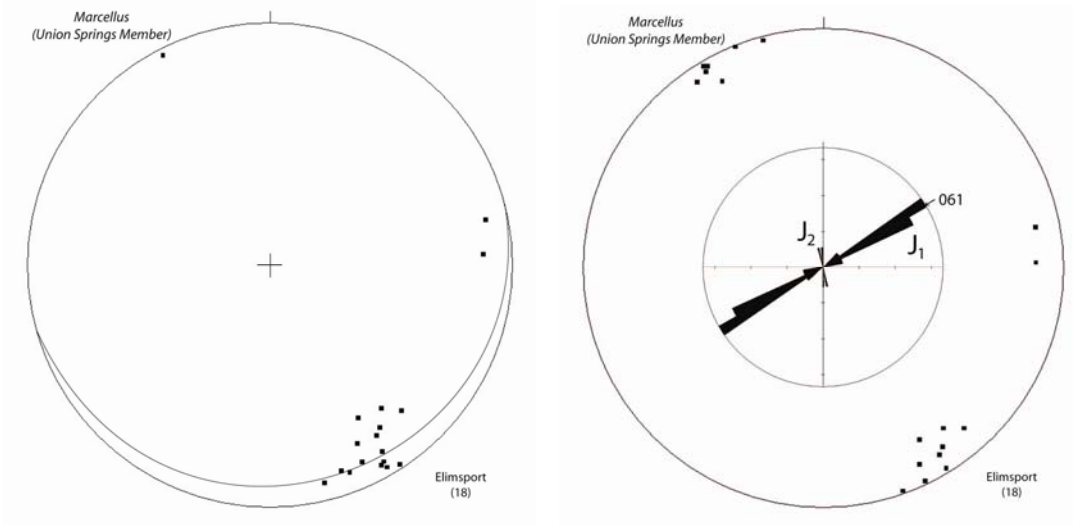 Marcellus
(Union Springs Member)
Elimsport
(18)
Marcellus
(Union Springs Member)
061
J2
J1
Elimsport
(18)